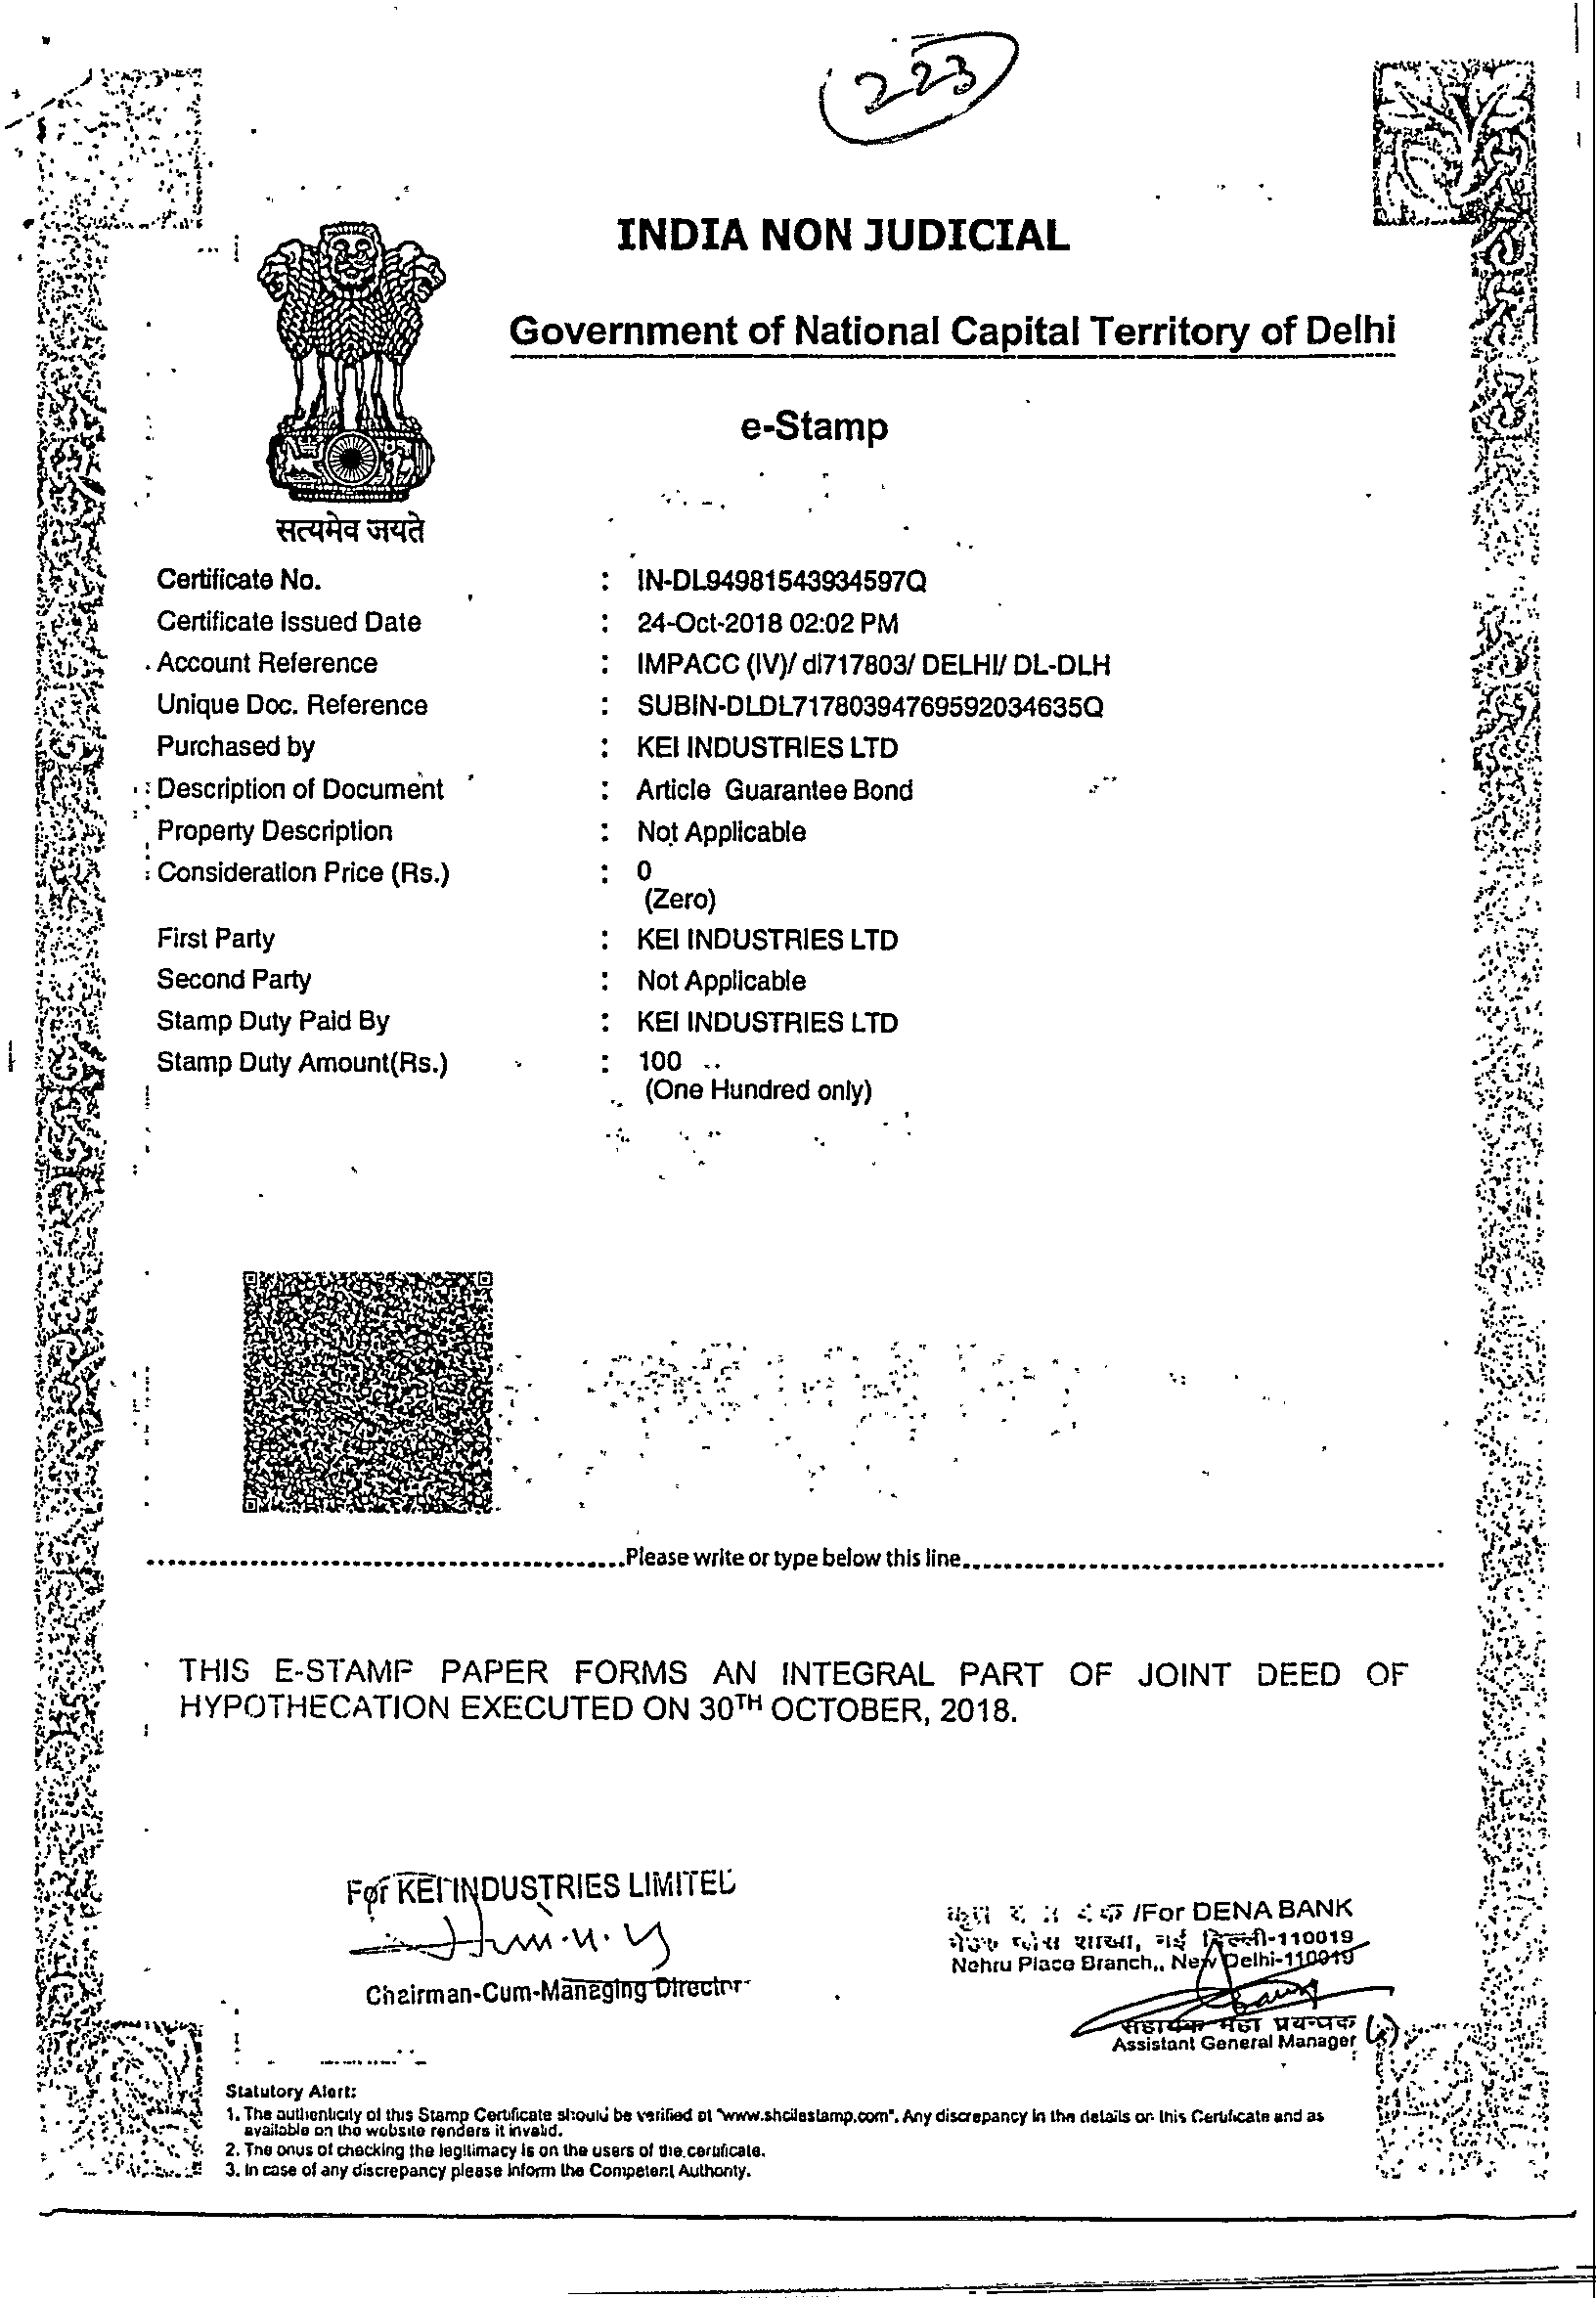 223
INDIA NON JUDICIAL
Government of National Capital Territory of Delhi
e-Stamp
सत्यमेव जयते
Certificate No. : IN-DL94981543934597Q
Certificate Issued Date : 24-Oct-2018 02:02 PM
Account Reference : IMPACC (IV)/ dl717803/ DELHI/ DL-DLH
Unique Doc. Reference : SUBIN-DLDL71780394769592034635Q
Purchased by : KEI INDUSTRIES LTD
Description of Document : Article Guarantee Bond
Property Description : Not Applicable
Consideration Price (Rs.) : 0
(Zero)
First Party : KEI INDUSTRIES LTD
Second Party : Not Applicable
Stamp Duty Paid By : KEI INDUSTRIES LTD
Stamp Duty Amount(Rs.) : 100
(One Hundred only)
Please write or type below this line
THIS E-STAMP PAPER FORMS AN INTEGRAL PART OF JOINT DEED OF
HYPOTHECATION EXECUTED ON 30TH OCTOBER, 2018.
For KEI INDUSTRIES LIMITED
Chairman-Cum-Managing Director
/For DENA BANK
शाखा, नई दिल्ली-110019
Nehru Place Branch,, New Delhi-110019
सहायक महा प्रबन्धक
Assistant General Manager
Statutory Alert:
1. The authenticity of this Stamp Certificate should be verified at "www.shcilestamp.com". Any discrepancy in the details on this Certificate and as
available on the website renders it invalid.
2. The onus of checking the legitimacy is on the users of the certificate.
3. In case of any discrepancy please inform the Competent Authority.